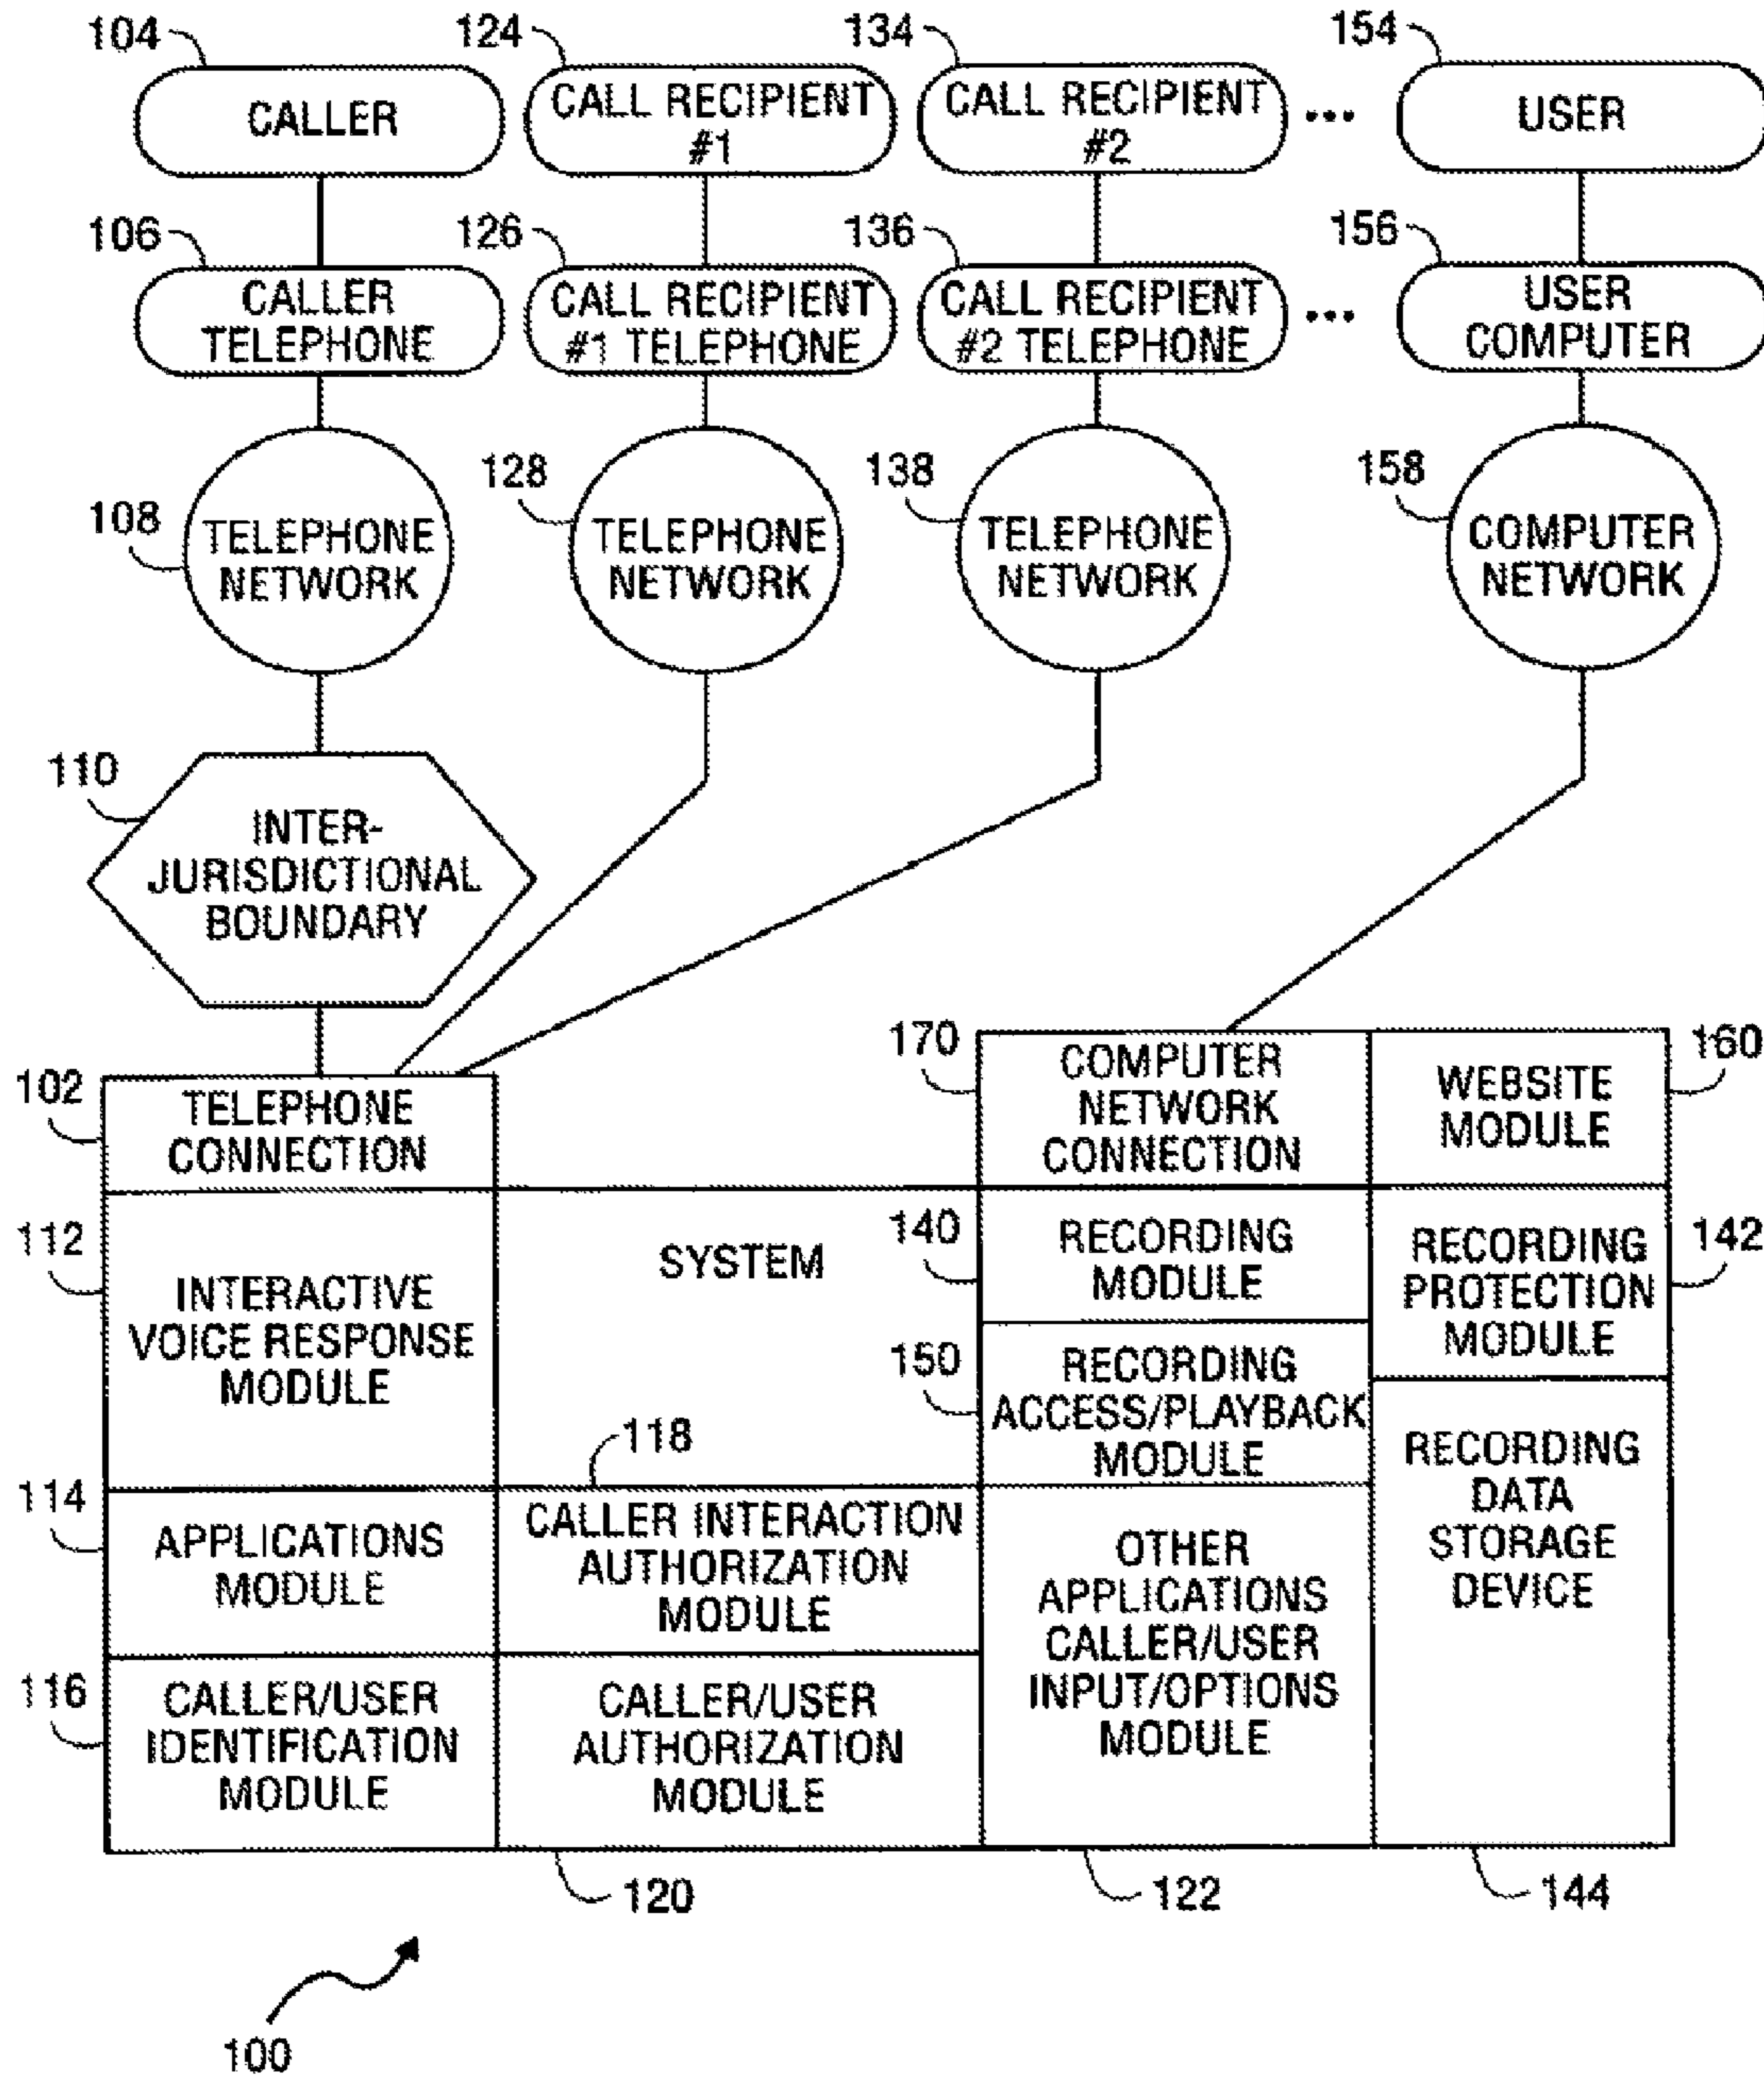 104
124
134
154
CALLER
CALL RECIPIENT
#1
CALL RECIPIENT
#2
...
USER
106
126
136
156
CALLER
TELEPHONE
CALL RECIPIENT
#1 TELEPHONE
CALL RECIPIENT
#2 TELEPHONE
...
USER
COMPUTER
108
TELEPHONE
NETWORK
128
TELEPHONE
NETWORK
138
TELEPHONE
NETWORK
158
COMPUTER
NETWORK
110
INTER-
JURISDICTIONAL
BOUNDARY
102
TELEPHONE
CONNECTION
170
COMPUTER
NETWORK
CONNECTION
WEBSITE
MODULE
160
112
INTERACTIVE
VOICE RESPONSE
MODULE
SYSTEM
140
RECORDING
MODULE
RECORDING
PROTECTION
MODULE
142
150
RECORDING
ACCESS/PLAYBACK
MODULE
118
114
APPLICATIONS
MODULE
CALLER INTERACTION
AUTHORIZATION
MODULE
OTHER
APPLICATIONS
CALLER/USER
INPUT/OPTIONS
MODULE
RECORDING
DATA
STORAGE
DEVICE
116
CALLER/USER
IDENTIFICATION
MODULE
CALLER/USER
AUTHORIZATION
MODULE
120
122
144
100